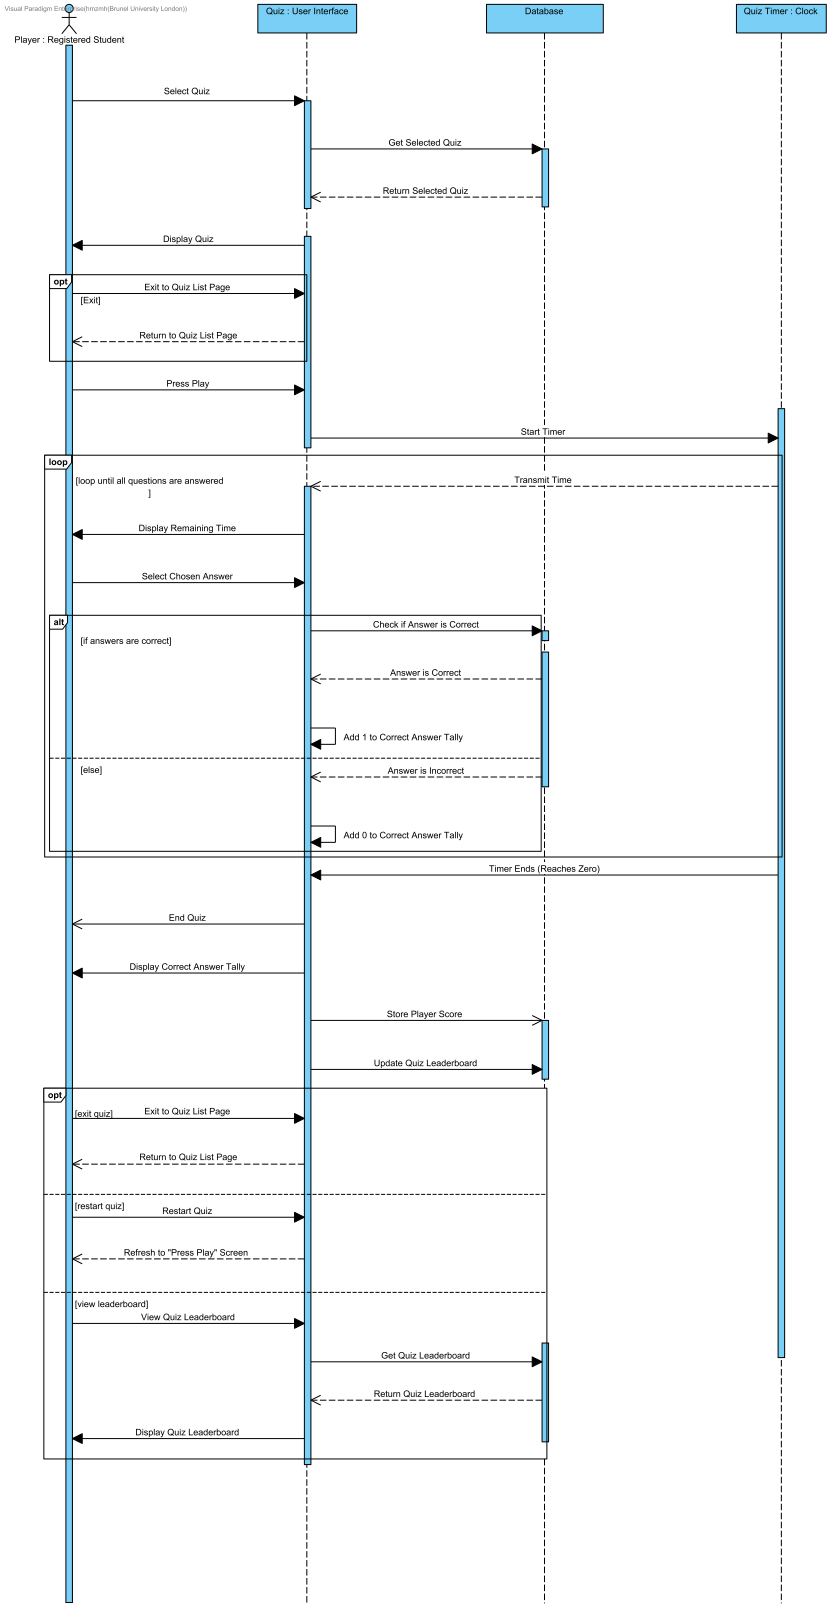 Visual Paradigm Enterprise(hmzmh(Brunel University London))
Player : Registered Student
Quiz : User Interface
Database
Quiz Timer : Clock
Select Quiz
Get Selected Quiz
Return Selected Quiz
Display Quiz
opt
Exit to Quiz List Page
[Exit]
Return to Quiz List Page
Press Play
Start Timer
loop
[loop until all questions are answered
]
Transmit Time
Display Remaining Time
Select Chosen Answer
alt
Check if Answer is Correct
[if answers are correct]
Answer is Correct
Add 1 to Correct Answer Tally
[else]
Answer is Incorrect
Add 0 to Correct Answer Tally
Timer Ends (Reaches Zero)
End Quiz
Display Correct Answer Tally
Store Player Score
Update Quiz Leaderboard
opt
[exit quiz]
Exit to Quiz List Page
Return to Quiz List Page
[restart quiz]
Restart Quiz
Refresh to "Press Play" Screen
[view leaderboard]
View Quiz Leaderboard
Get Quiz Leaderboard
Return Quiz Leaderboard
Display Quiz Leaderboard